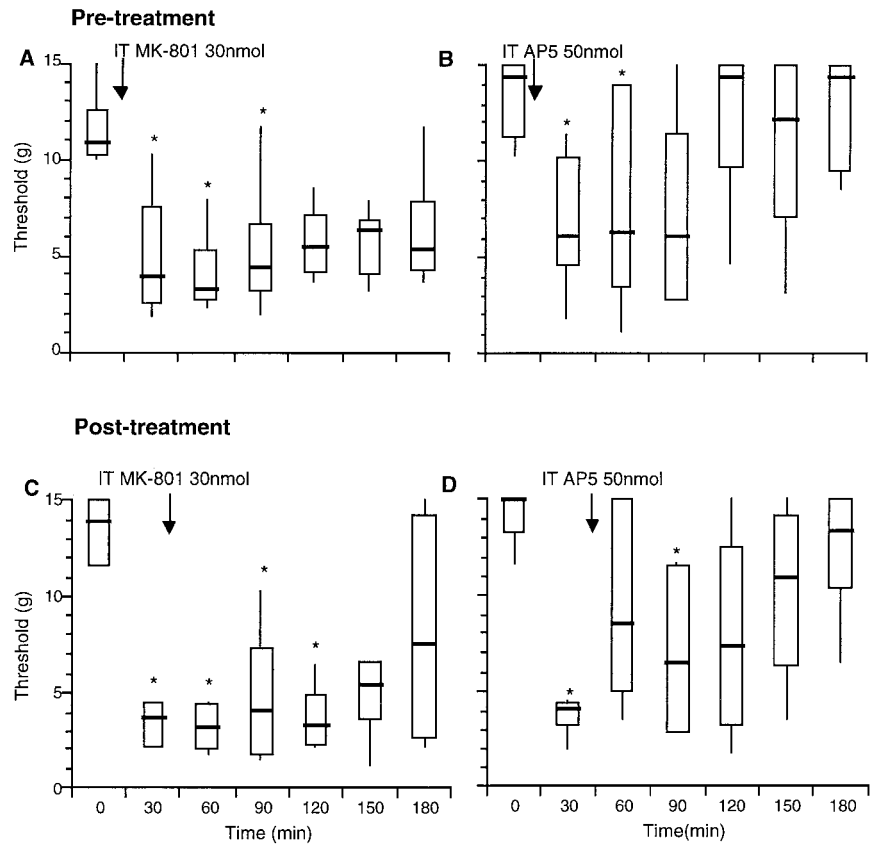 Pre-treatment
A
IT MK-801 30nmol
B
IT AP5 50nmol
15
10
5
0
Threshold (g)
*
*
*
*
*
Post-treatment
C
IT MK-801 30nmol
D
IT AP5 50nmol
15
10
5
0
Threshold (g)
*
*
*
*
*
*
0 30 60 90 120 150 180
Time (min)
0 30 60 90 120 150 180
Time(min)